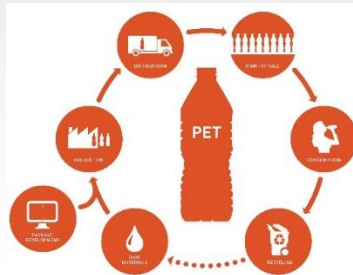 DISTRIBUTION
POINT OF SALE
PET
PRODUCTION
CONSUMPTION
PRODUCT
DEVELOPMENT
RAW
MATERIALS
RECYCLING